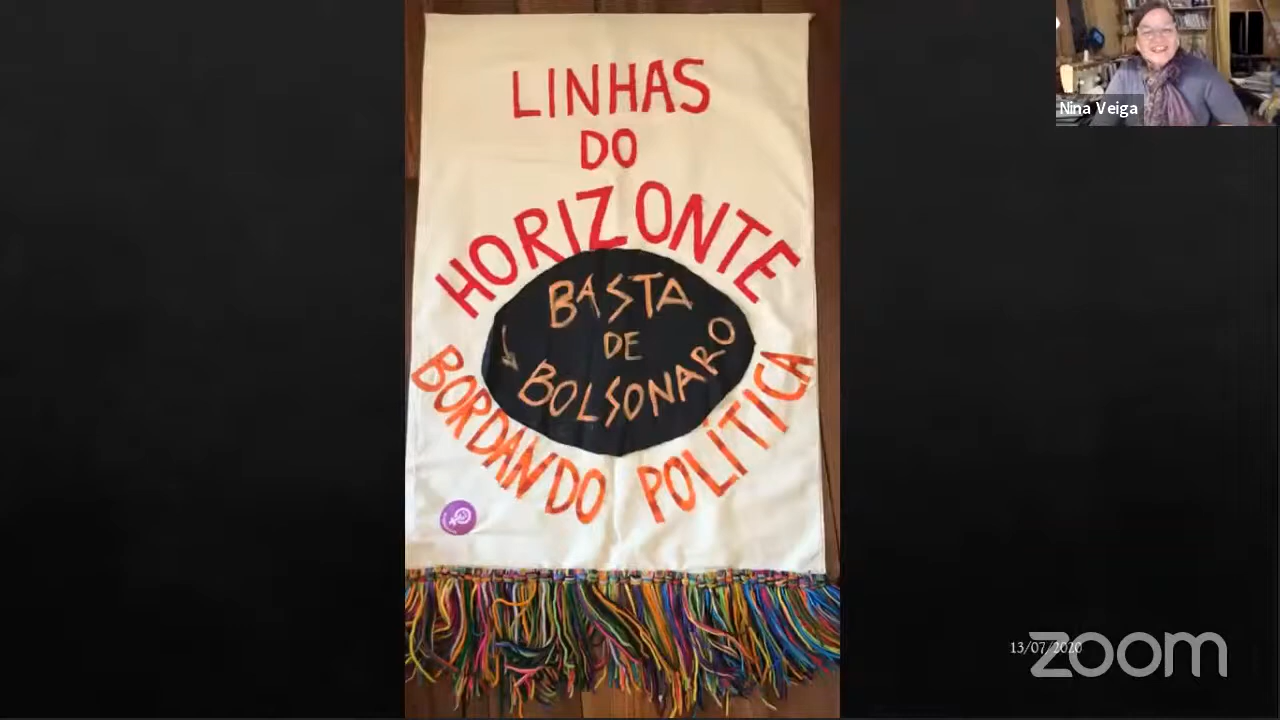 LINHAS
DO
HORIZONTE
BASTA
DE
BOLSONARO
BORDANDO POLÍTICA
Nina Veiga
13/07/2020
zoom